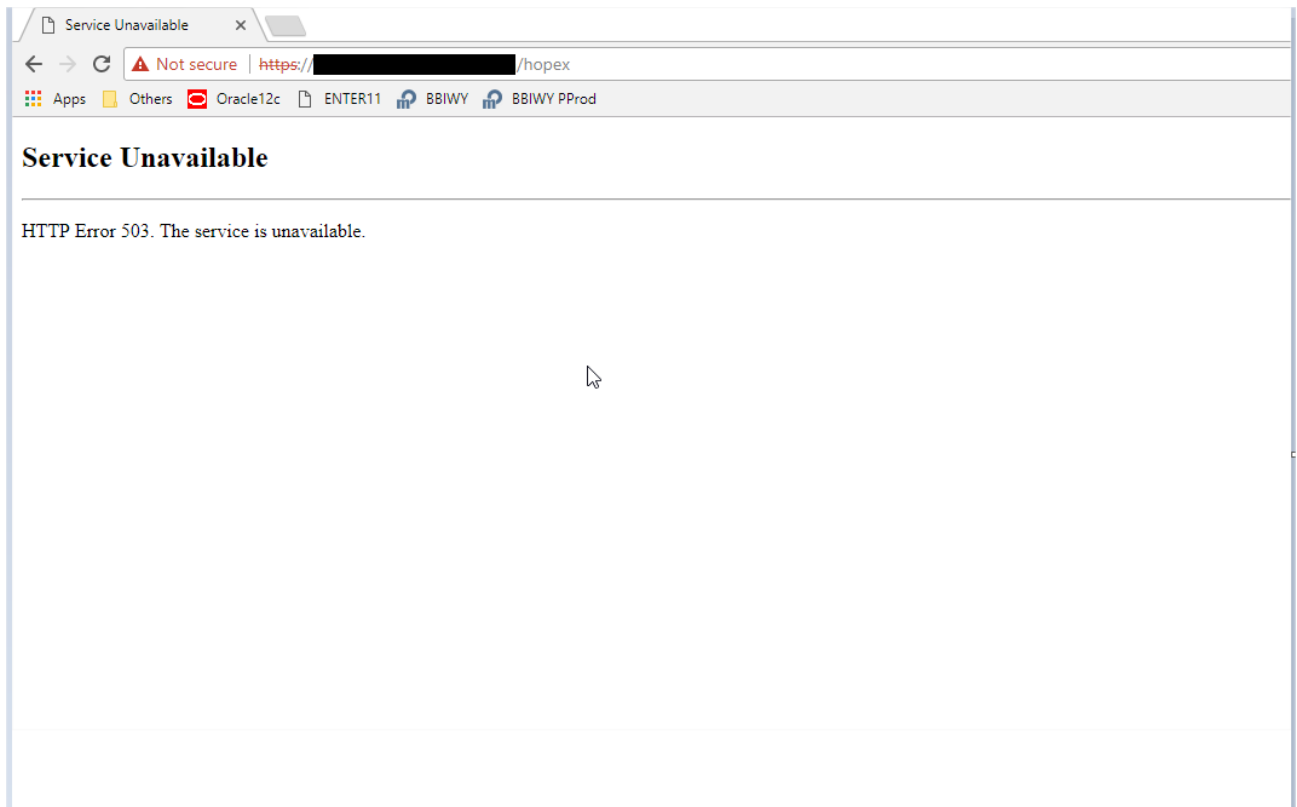 Service Unavailable
Not secure https:// /hopex
Apps Others Oracle12c ENTER11 BBIWY BBIWY PProd
Service Unavailable
HTTP Error 503. The service is unavailable.